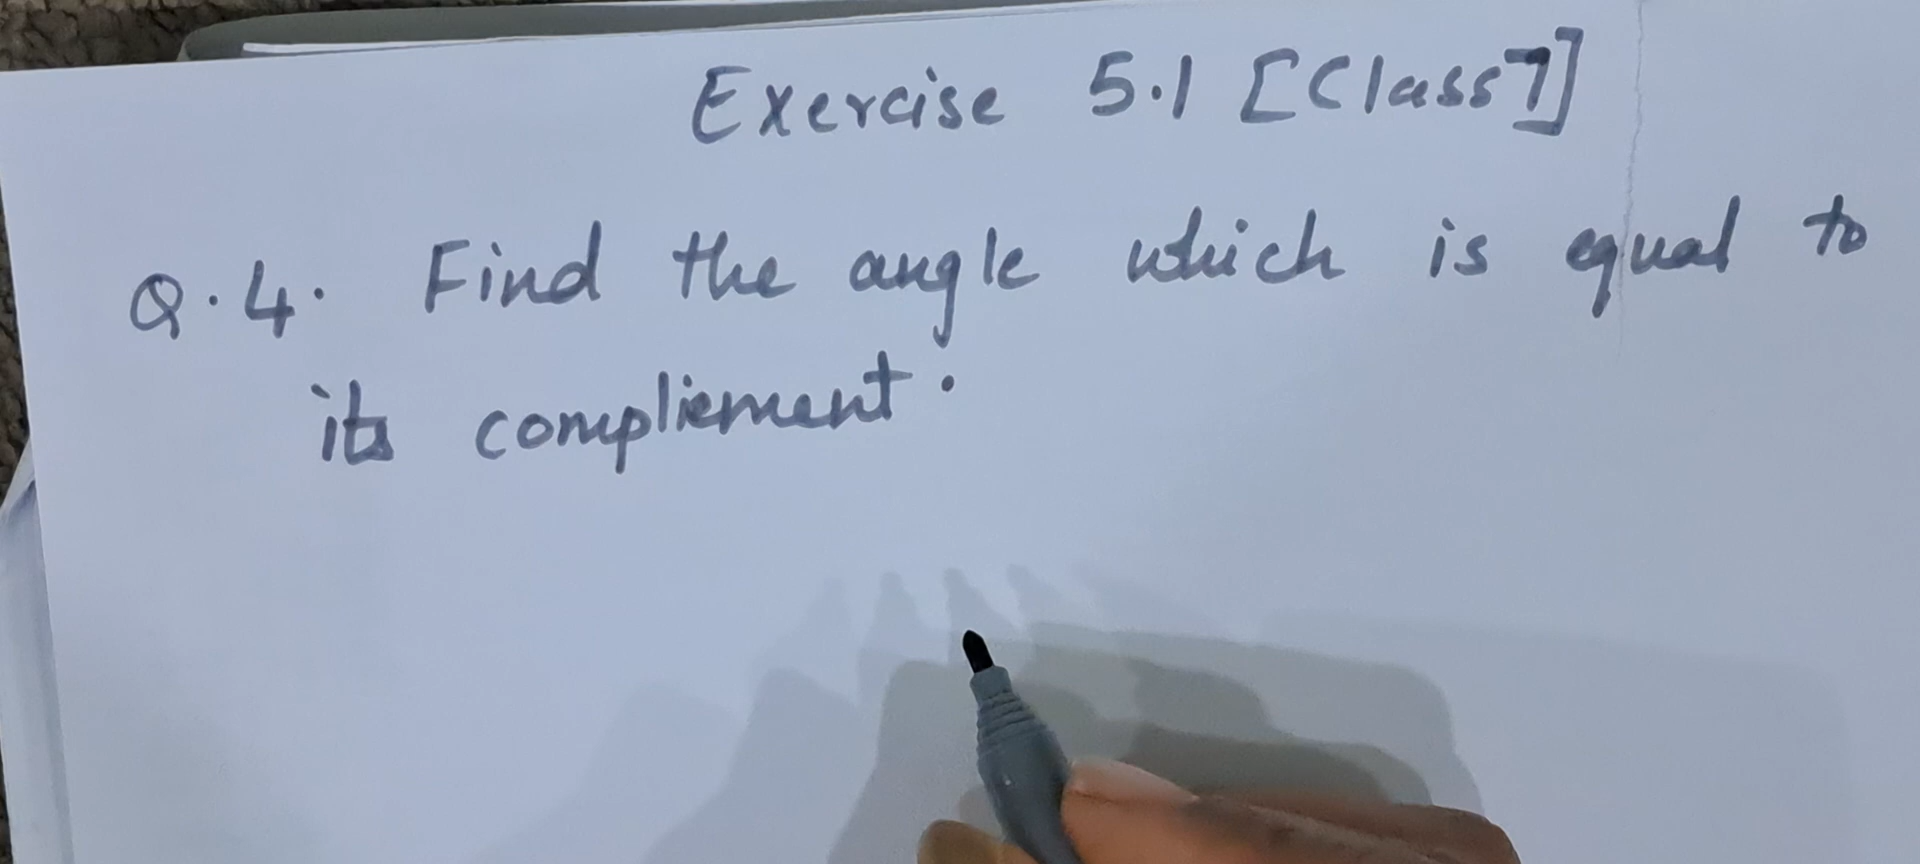 Exercise 5.1 [Class 7]
Q.4. Find the angle which is equal to
its compliement.